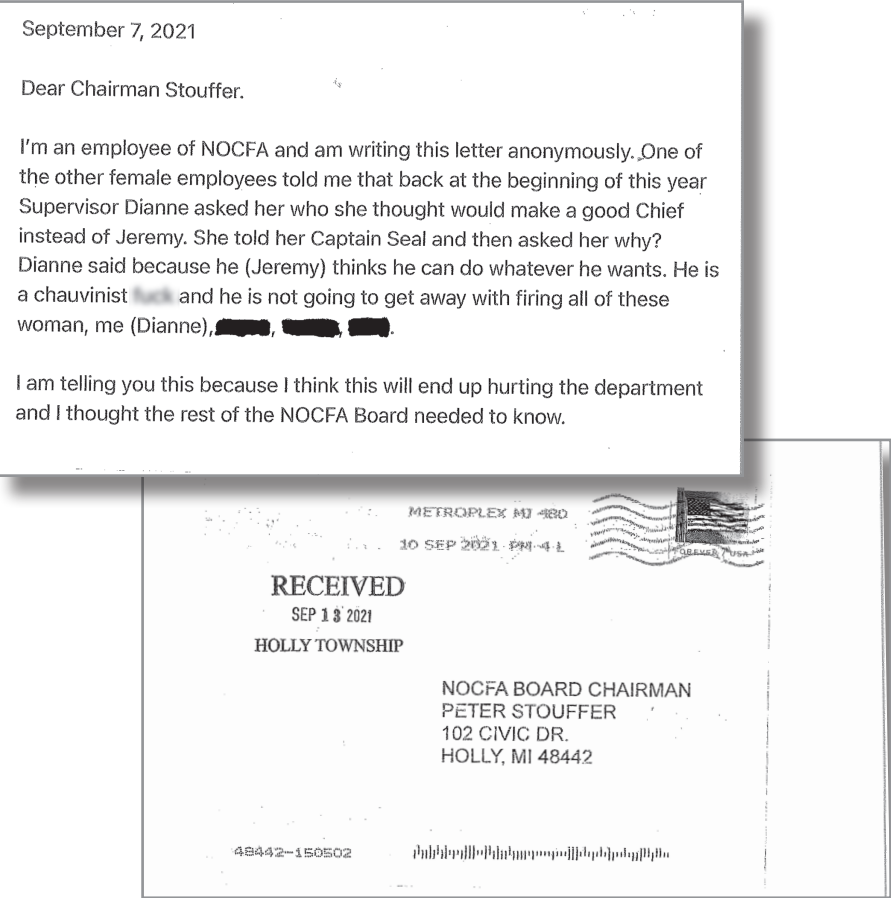 September 7, 2021
Dear Chairman Stouffer.
I'm an employee of NOCFA and am writing this letter anonymously. One of
the other female employees told me that back at the beginning of this year
Supervisor Dianne asked her who she thought would make a good Chief
instead of Jeremy. She told her Captain Seal and then asked her why?
Dianne said because he (Jeremy) thinks he can do whatever he wants. He is
a chauvinist and he is not going to get away with firing all of these
woman, me (Dianne), , , .
I am telling you this because I think this will end up hurting the department
and I thought the rest of the NOCFA Board needed to know.
METROPLEX MI 480
10 SEP 2021 PM 4 L
FOREVER USA
RECEIVED
SEP 13 2021
HOLLY TOWNSHIP
NOCFA BOARD CHAIRMAN
PETER STOUFFER
102 CIVIC DR.
HOLLY, MI 48442
48442-150502